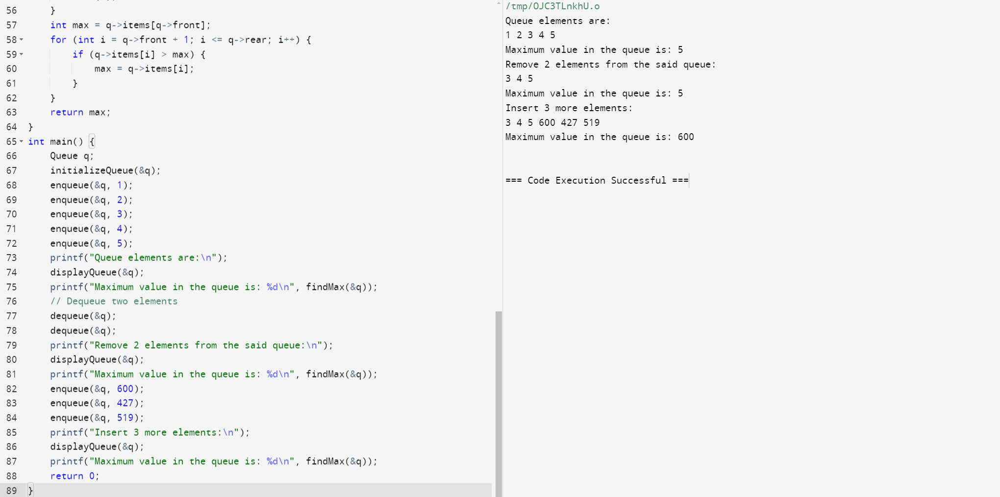 56 }
57 int max = q->items[q->front];
58 for (int i = q->front + 1; i <= q->rear; i++) {
59 if (q->items[i] > max) {
60 max = q->items[i];
61 }
62 }
63 return max;
64 }
65 int main() {
66 Queue q;
67 initializeQueue(&q);
68 enqueue(&q, 1);
69 enqueue(&q, 2);
70 enqueue(&q, 3);
71 enqueue(&q, 4);
72 enqueue(&q, 5);
73 printf("Queue elements are:\n");
74 displayQueue(&q);
75 printf("Maximum value in the queue is: %d\n", findMax(&q));
76 // Dequeue two elements
77 dequeue(&q);
78 dequeue(&q);
79 printf("Remove 2 elements from the said queue:\n");
80 displayQueue(&q);
81 printf("Maximum value in the queue is: %d\n", findMax(&q));
82 enqueue(&q, 600);
83 enqueue(&q, 427);
84 enqueue(&q, 519);
85 printf("Insert 3 more elements:\n");
86 displayQueue(&q);
87 printf("Maximum value in the queue is: %d\n", findMax(&q));
88 return 0;
89 }
/tmp/OJC3TLnkhU.o
Queue elements are:
1 2 3 4 5
Maximum value in the queue is: 5
Remove 2 elements from the said queue:
3 4 5
Maximum value in the queue is: 5
Insert 3 more elements:
3 4 5 600 427 519
Maximum value in the queue is: 600
=== Code Execution Successful ===